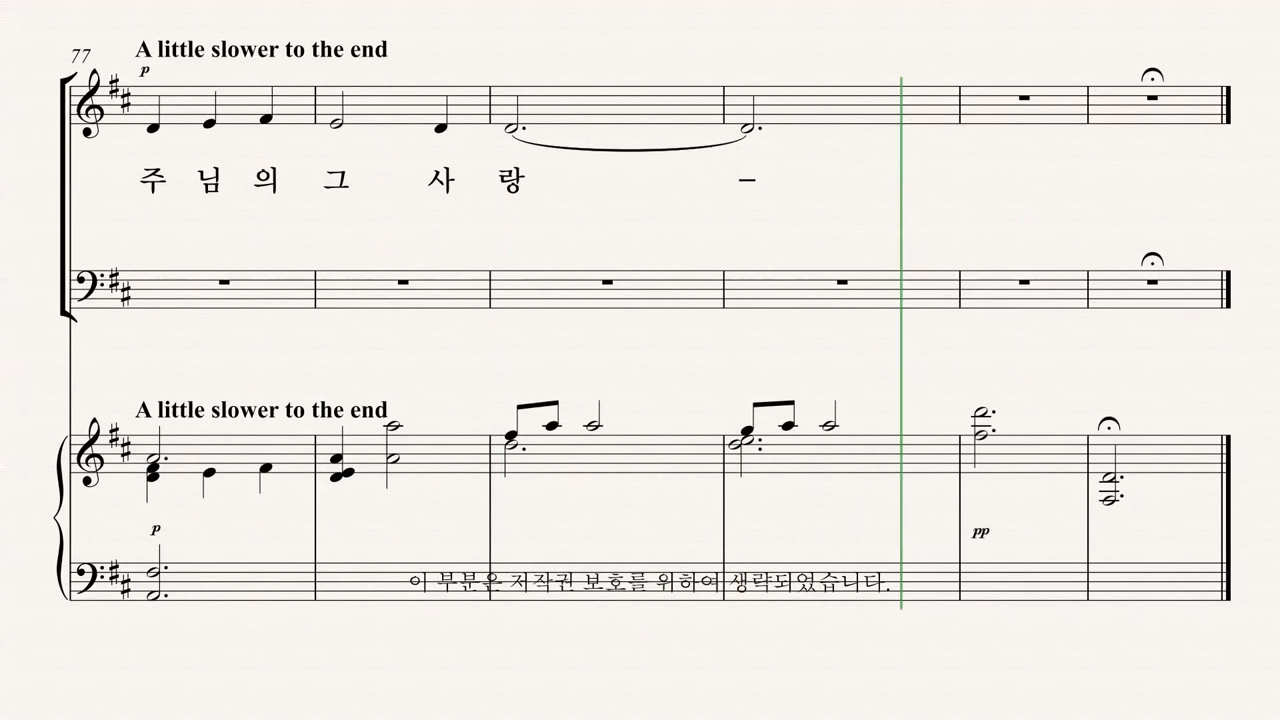 77
A little slower to the end
p
주 님 의 그 사 랑 –
A little slower to the end
p
pp
이 부분은 저작권 보호를 위하여 생략되었습니다.